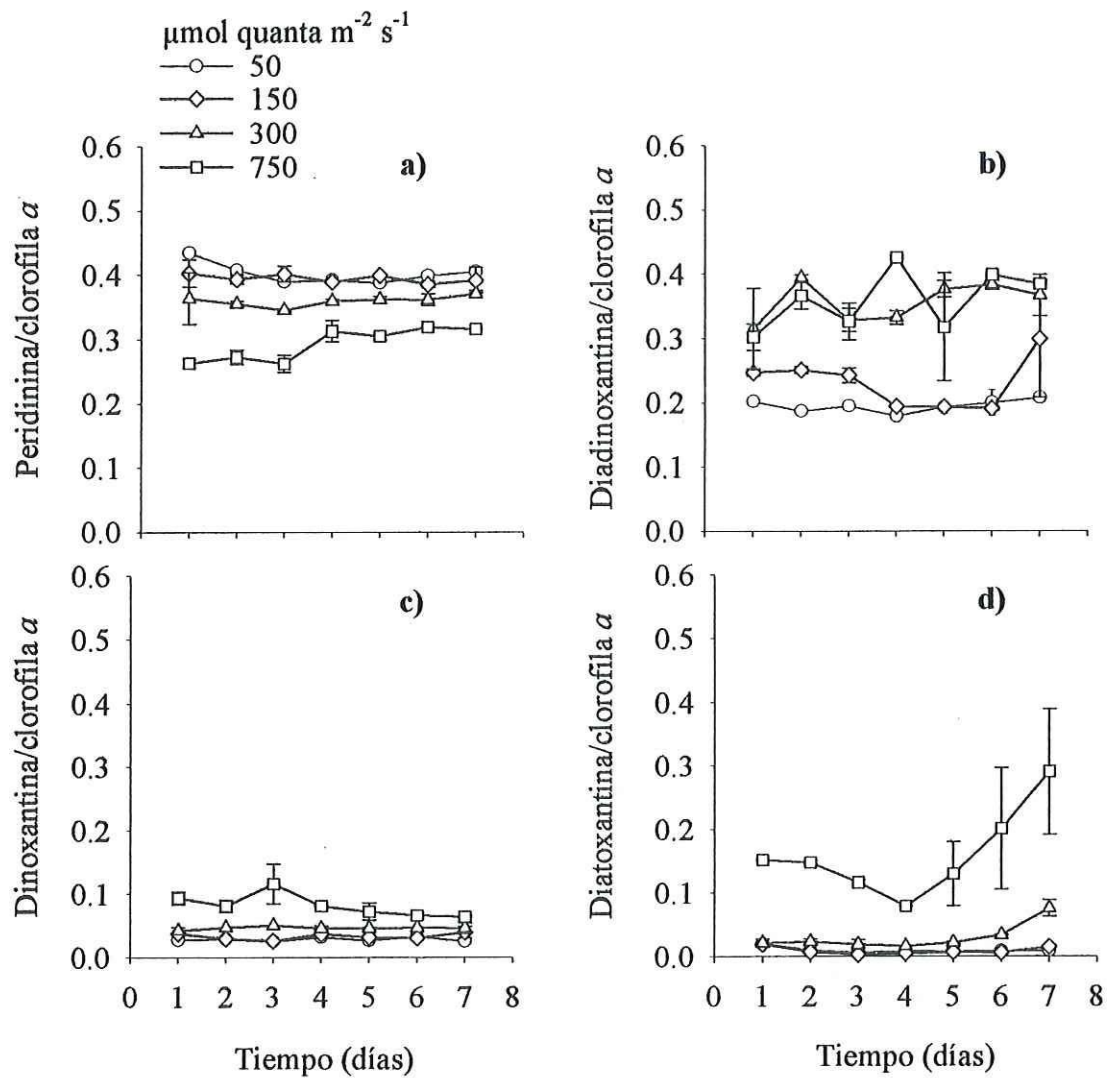 µmol quanta m⁻² s⁻¹
50
150
300
750
a)
0.6
0.5
0.4
0.3
0.2
0.1
0.0
Peridinina/clorofila a
b)
0.6
0.5
0.4
0.3
0.2
0.1
0.0
Diadinoxantina/clorofila a
c)
0.6
0.5
0.4
0.3
0.2
0.1
0.0
Dinoxantina/clorofila a
0 1 2 3 4 5 6 7 8
Tiempo (días)
d)
0.6
0.5
0.4
0.3
0.2
0.1
0.0
Diatoxantina/clorofila a
0 1 2 3 4 5 6 7 8
Tiempo (días)